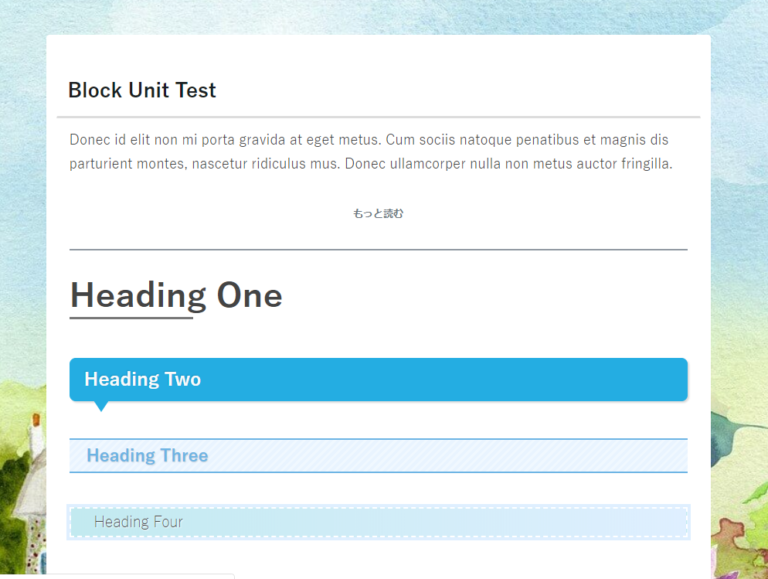 Block Unit Test
Donec id elit non mi porta gravida at eget metus. Cum sociis natoque penatibus et magnis dis
parturient montes, nascetur ridiculus mus. Donec ullamcorper nulla non metus auctor fringilla.
もっと読む
Heading One
Heading Two
Heading Three
Heading Four